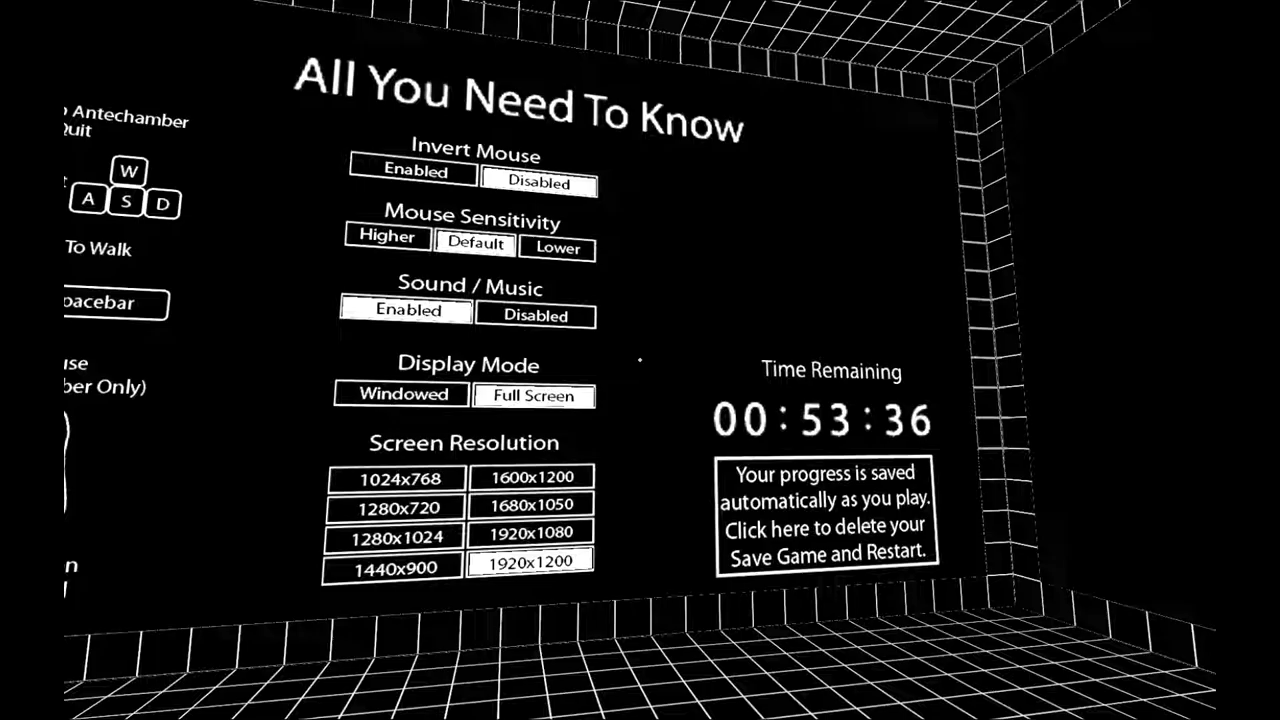 All You Need To Know
Antechamber
W
A S D
To Walk
Only)
Invert Mouse
Enabled Disabled
Mouse Sensitivity
Higher Default Lower
Sound / Music
Enabled Disabled
Display Mode
Windowed Full Screen
Screen Resolution
1024x768 1600x1200
1280x720 1680x1050
1280x1024 1920x1080
1440x900 1920x1200
Time Remaining
00:53:36
Your progress is saved
automatically as you play.
Click here to delete your
Save Game and Restart.